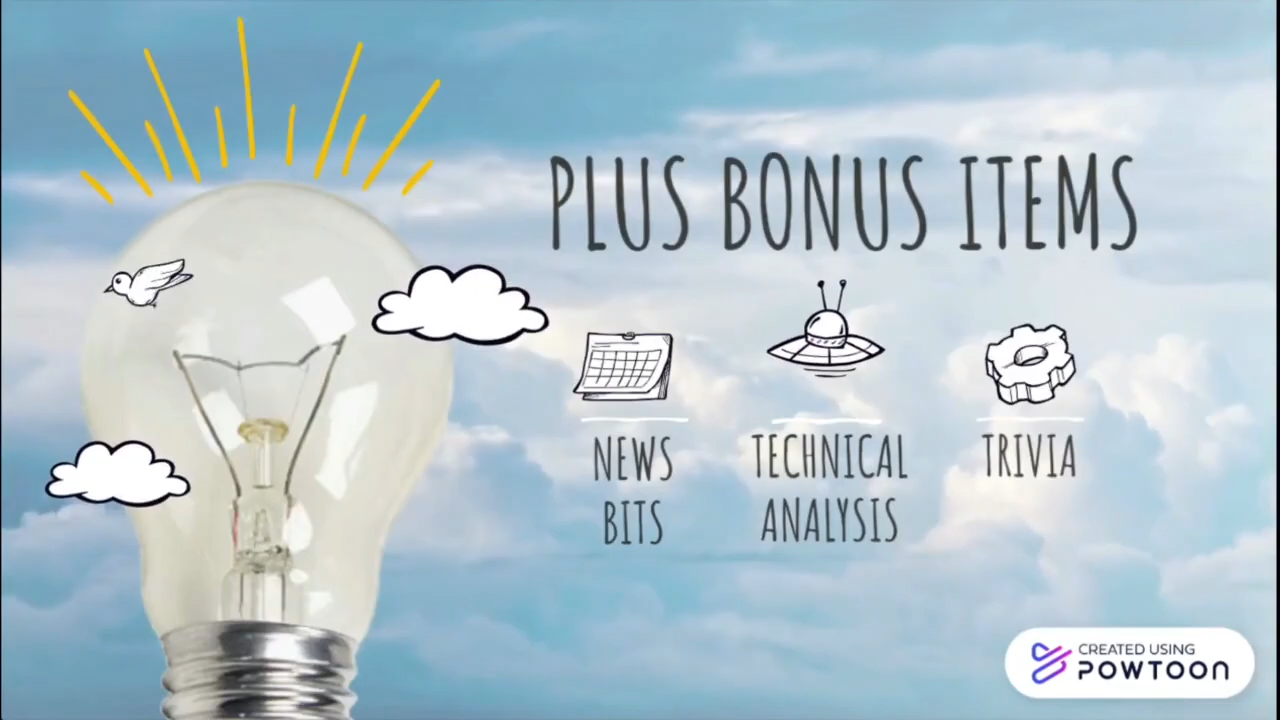 PLUS BONUS ITEMS
NEWS
BITS
TECHNICAL
ANALYSIS
TRIVIA
CREATED USING
POWTOON